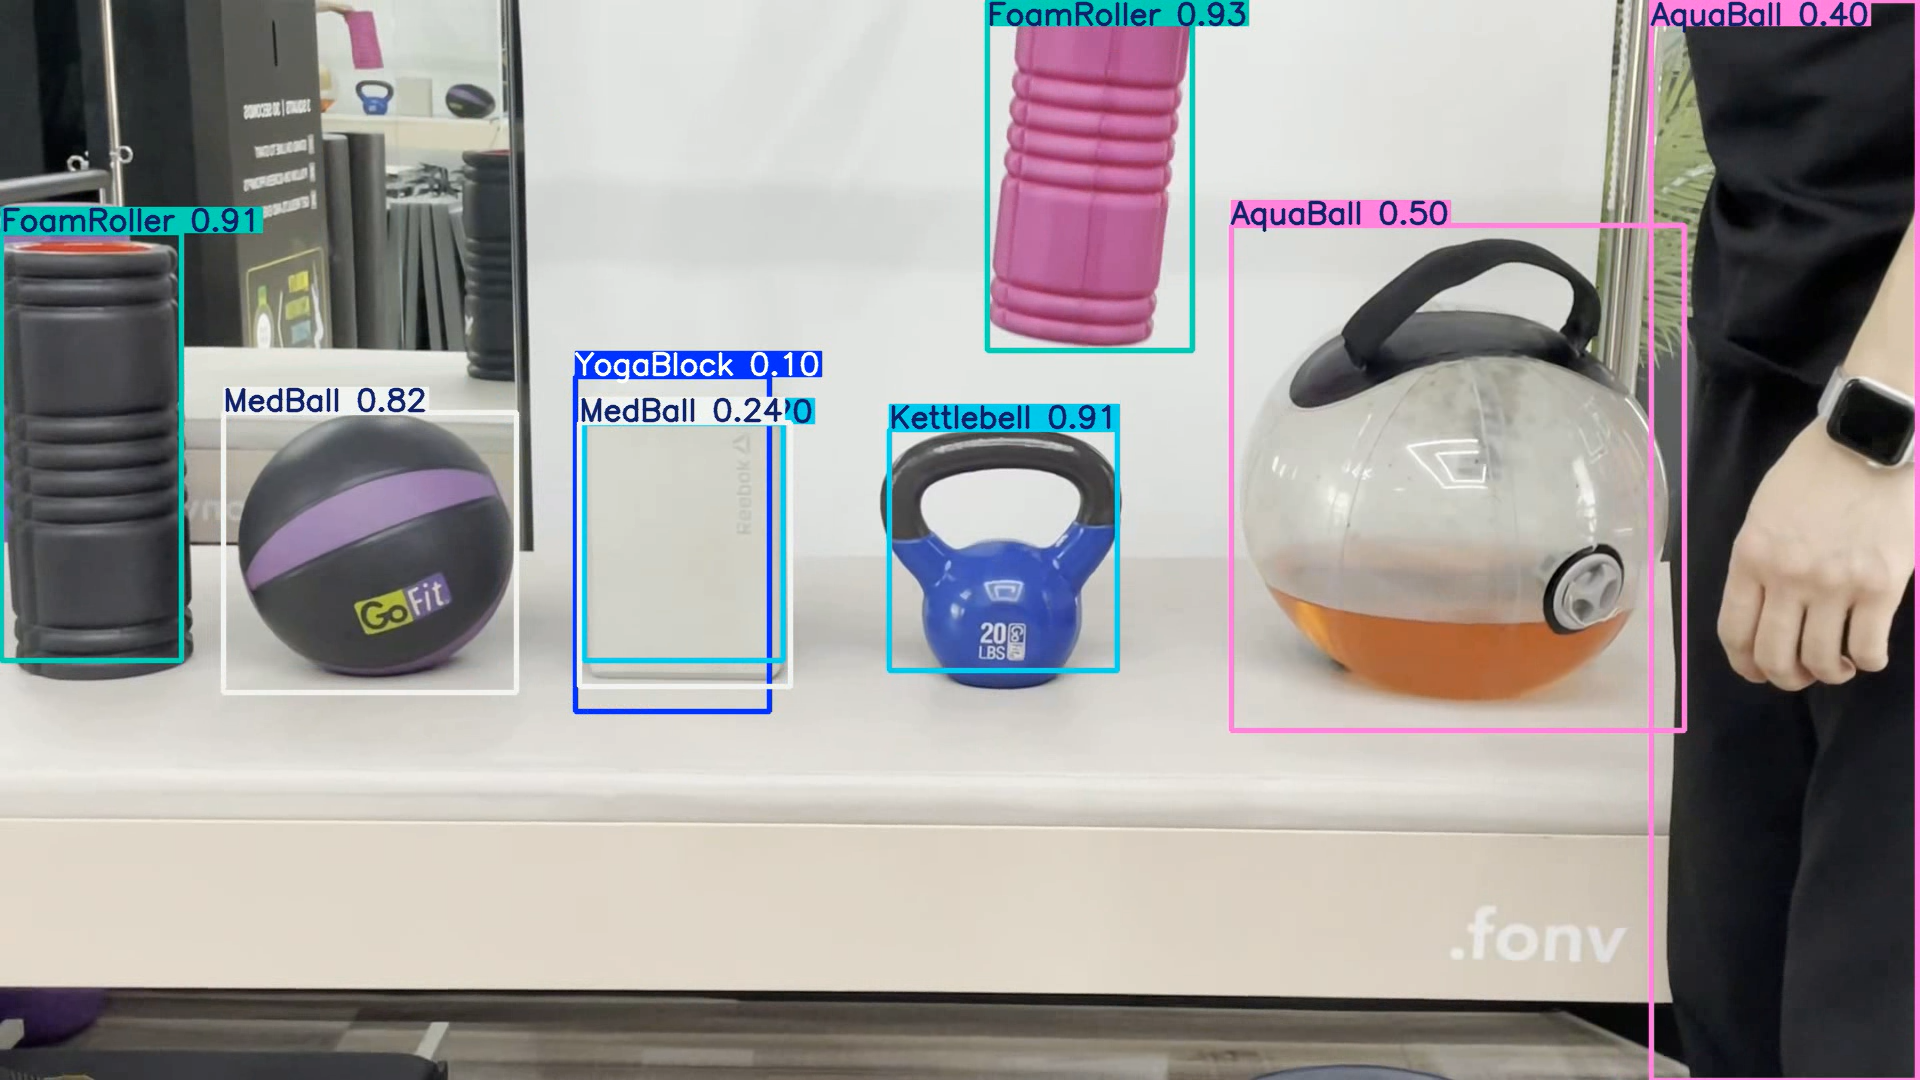 FoamRoller 0.93
AquaBall 0.40
FoamRoller 0.91
AquaBall 0.50
YogaBlock 0.10
MedBall 0.82
MedBall 0.24
Kettlebell 0.91
Reebok
GoFit
20
LBS
.fonv